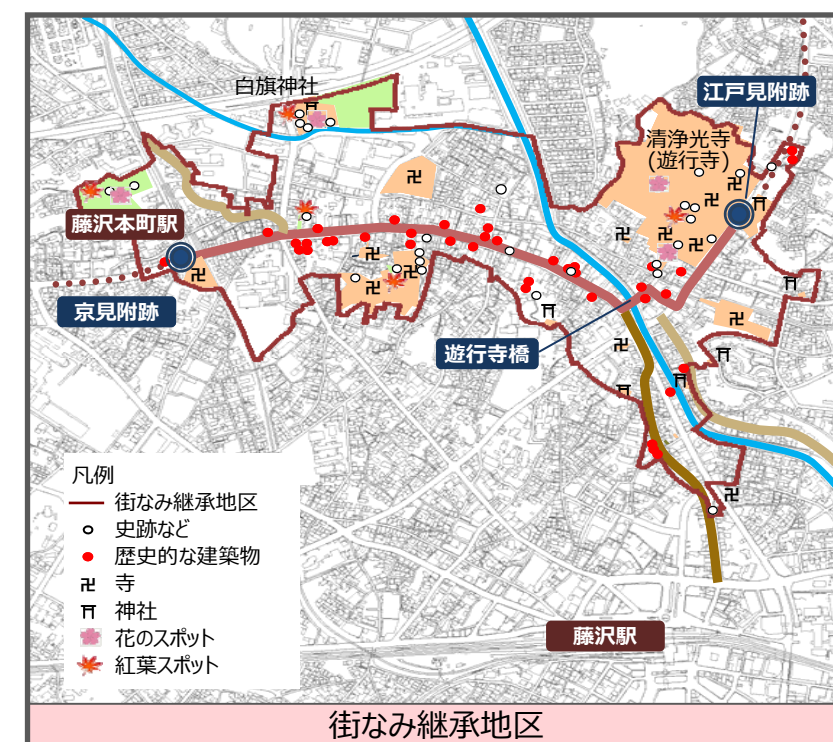 白旗神社
江戸見附跡
清浄光寺
(遊行寺)
藤沢本町駅
京見附跡
遊行寺橋
凡例
街なみ継承地区
史跡など
歴史的な建築物
卍 寺
神社
花のスポット
紅葉スポット
藤沢駅
街なみ継承地区